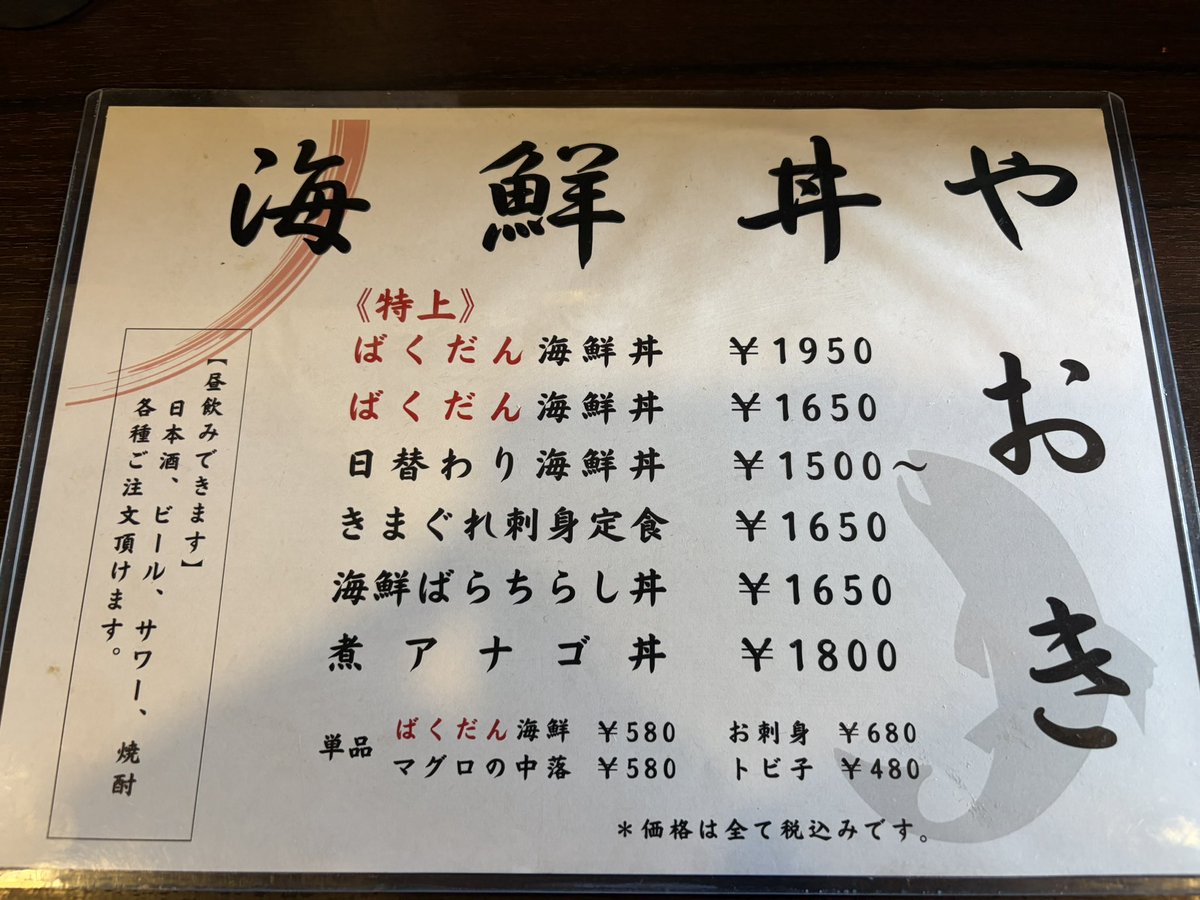 海鮮丼や
おき
《特上》
ばくだん海鮮丼 ￥1950
ばくだん海鮮丼 ￥1650
日替わり海鮮丼 ￥1500～
きまぐれ刺身定食 ￥1650
海鮮ばらちらし丼 ￥1650
煮アナゴ丼 ￥1800
単品
ばくだん海鮮 ￥580 お刺身 ￥680
マグロの中落 ￥580 トビ子 ￥480
＊価格は全て税込みです。
【昼飲みできます】
日本酒、ビール、サワー、焼酎
各種ご注文頂けます。